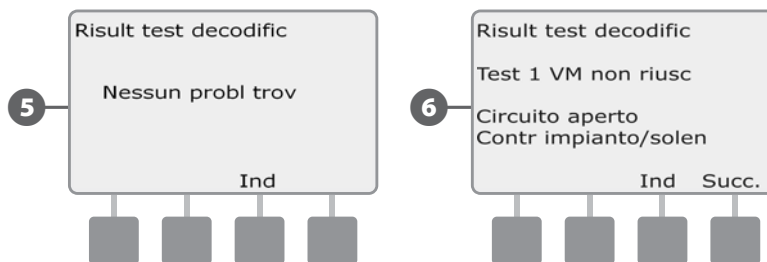 5
Risult test decodific
Nessun probl trov
Ind
6
Risult test decodific
Test 1 VM non riusc
Circuito aperto
Contr impianto/solen
Ind Succ.